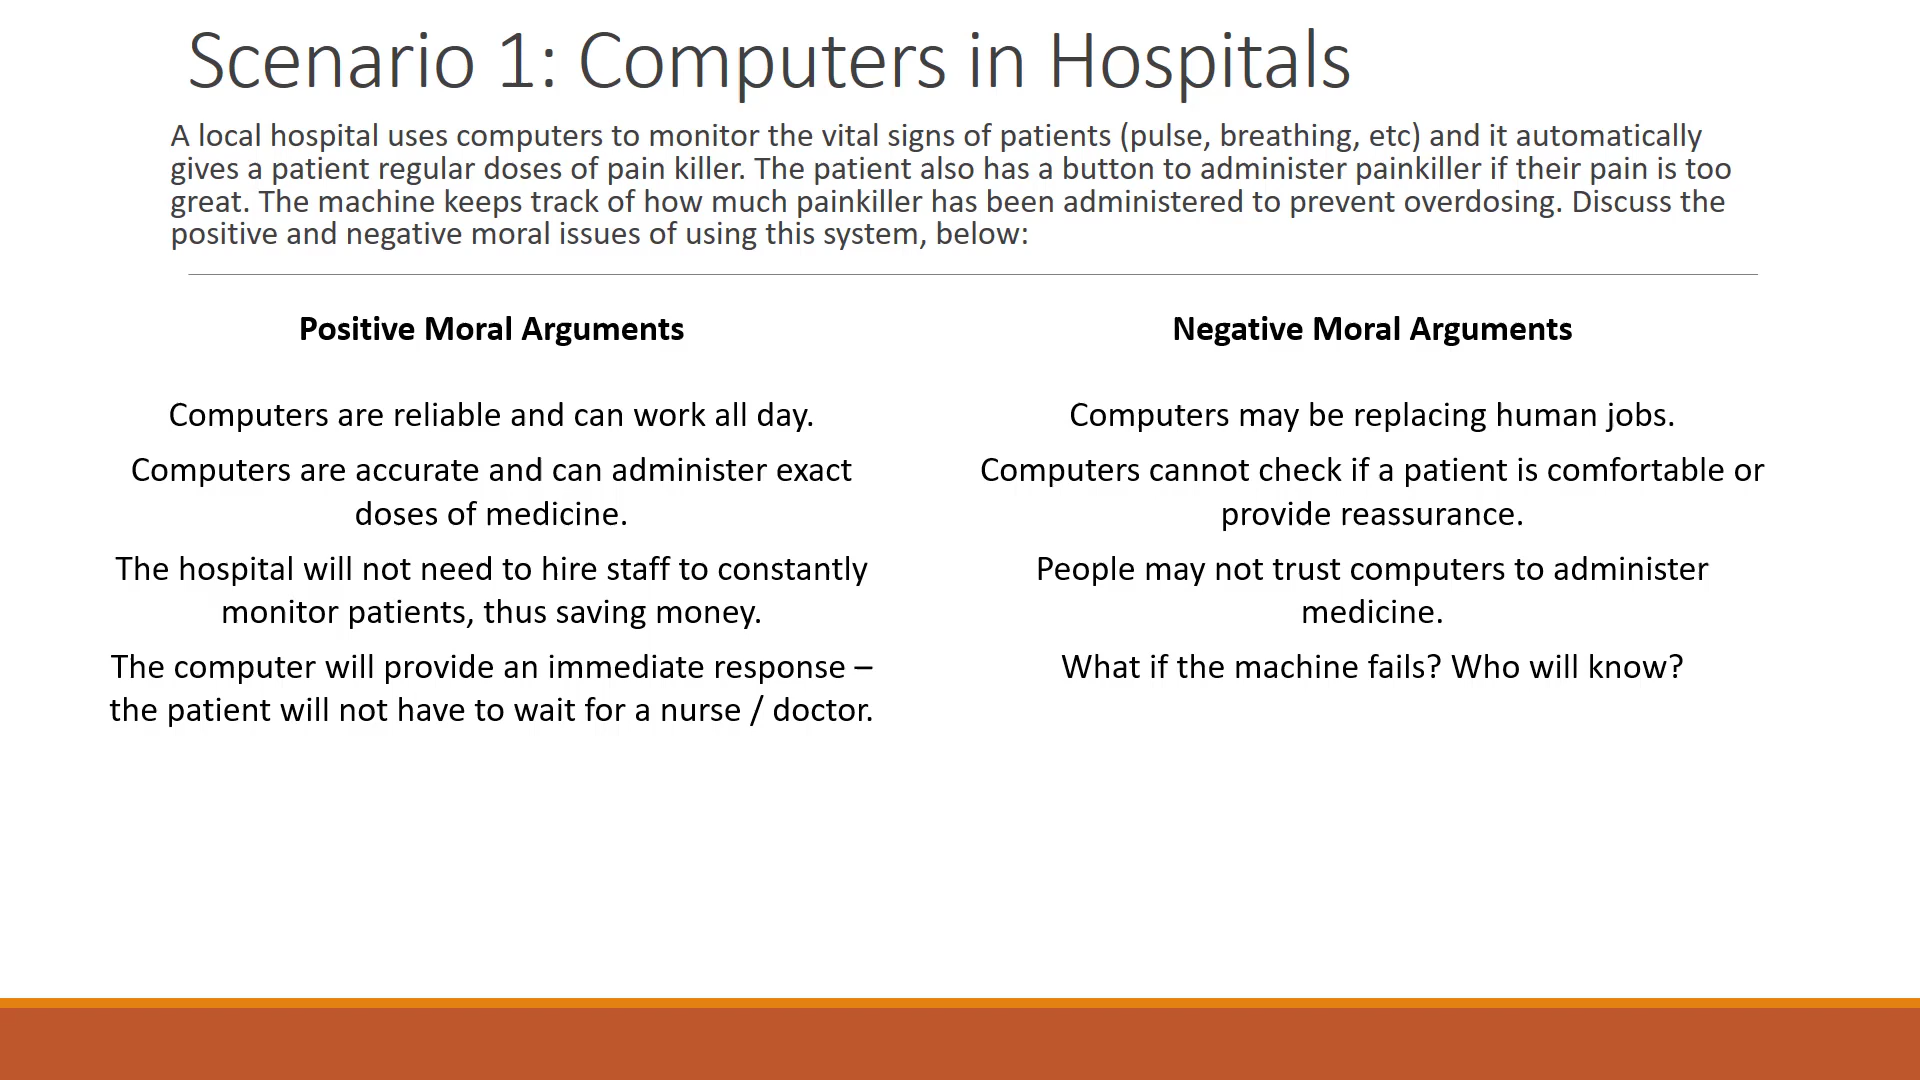 Scenario 1: Computers in Hospitals
A local hospital uses computers to monitor the vital signs of patients (pulse, breathing, etc) and it automatically
gives a patient regular doses of pain killer. The patient also has a button to administer painkiller if their pain is too
great. The machine keeps track of how much painkiller has been administered to prevent overdosing. Discuss the
positive and negative moral issues of using this system, below:
Positive Moral Arguments
Computers are reliable and can work all day.
Computers are accurate and can administer exact
doses of medicine.
The hospital will not need to hire staff to constantly
monitor patients, thus saving money.
The computer will provide an immediate response –
the patient will not have to wait for a nurse / doctor.
Negative Moral Arguments
Computers may be replacing human jobs.
Computers cannot check if a patient is comfortable or
provide reassurance.
People may not trust computers to administer
medicine.
What if the machine fails? Who will know?